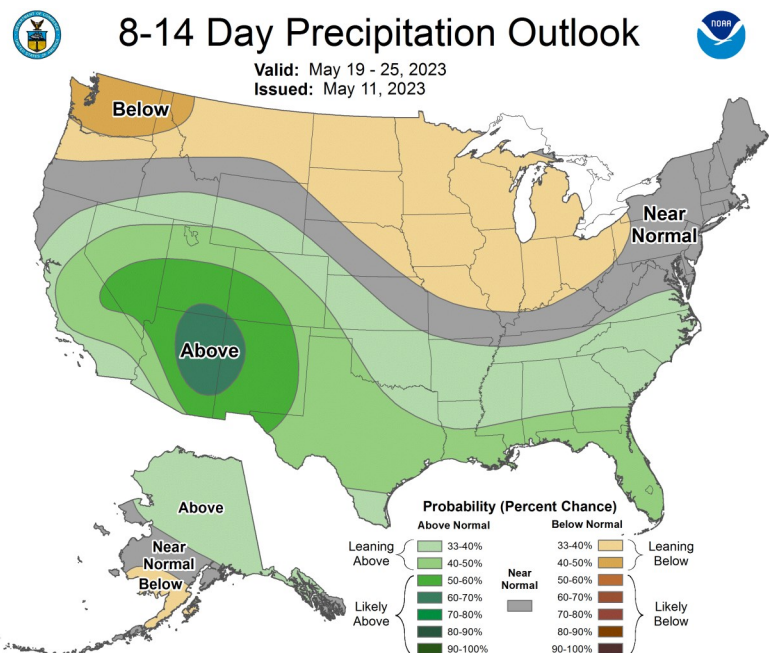 8-14 Day Precipitation Outlook
NOAA
Valid: May 19 - 25, 2023
Issued: May 11, 2023
Below
Near
Normal
Above
Above
Near
Normal
Below
Probability (Percent Chance)
Above Normal
Below Normal
Leaning
Above
33-40%
40-50%
50-60%
60-70%
70-80%
80-90%
90-100%
Likely
Above
Near
Normal
33-40%
40-50%
50-60%
60-70%
70-80%
80-90%
90-100%
Leaning
Below
Likely
Below